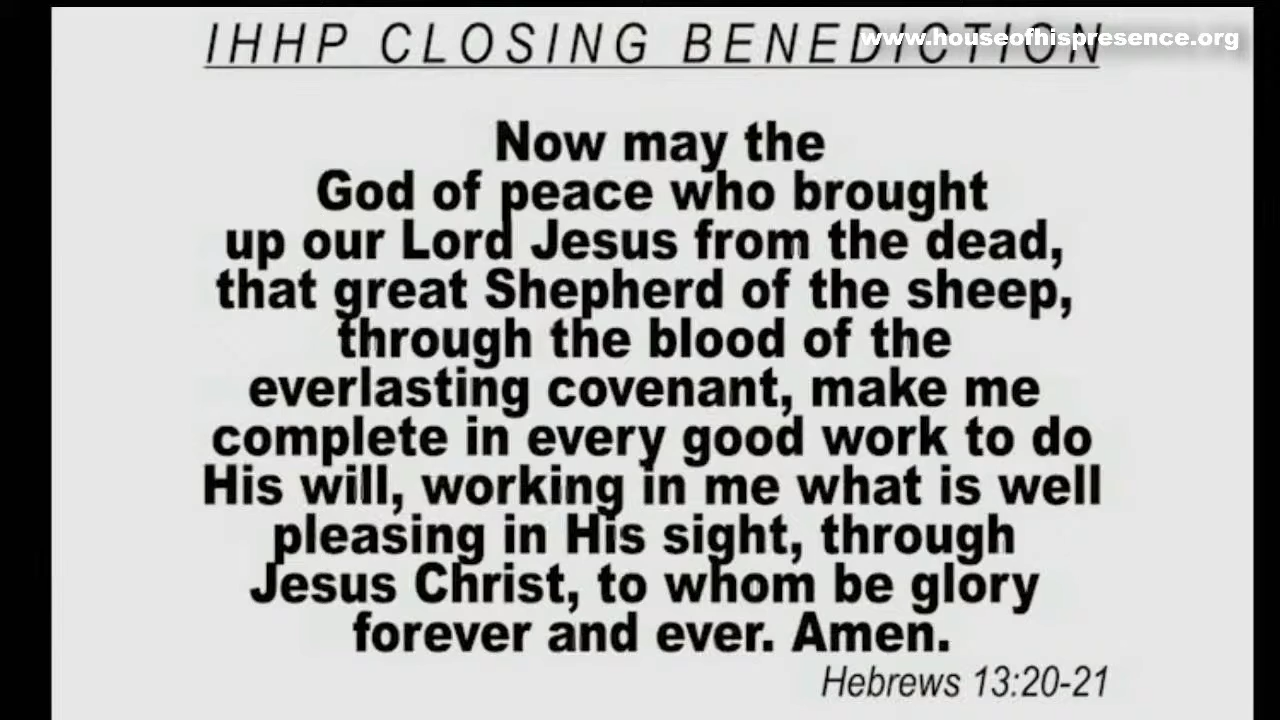 IHHP CLOSING BENEDICTION
www.houseofhispresence.org
Now may the
God of peace who brought
up our Lord Jesus from the dead,
that great Shepherd of the sheep,
through the blood of the
everlasting covenant, make me
complete in every good work to do
His will, working in me what is well
pleasing in His sight, through
Jesus Christ, to whom be glory
forever and ever. Amen.
Hebrews 13:20-21